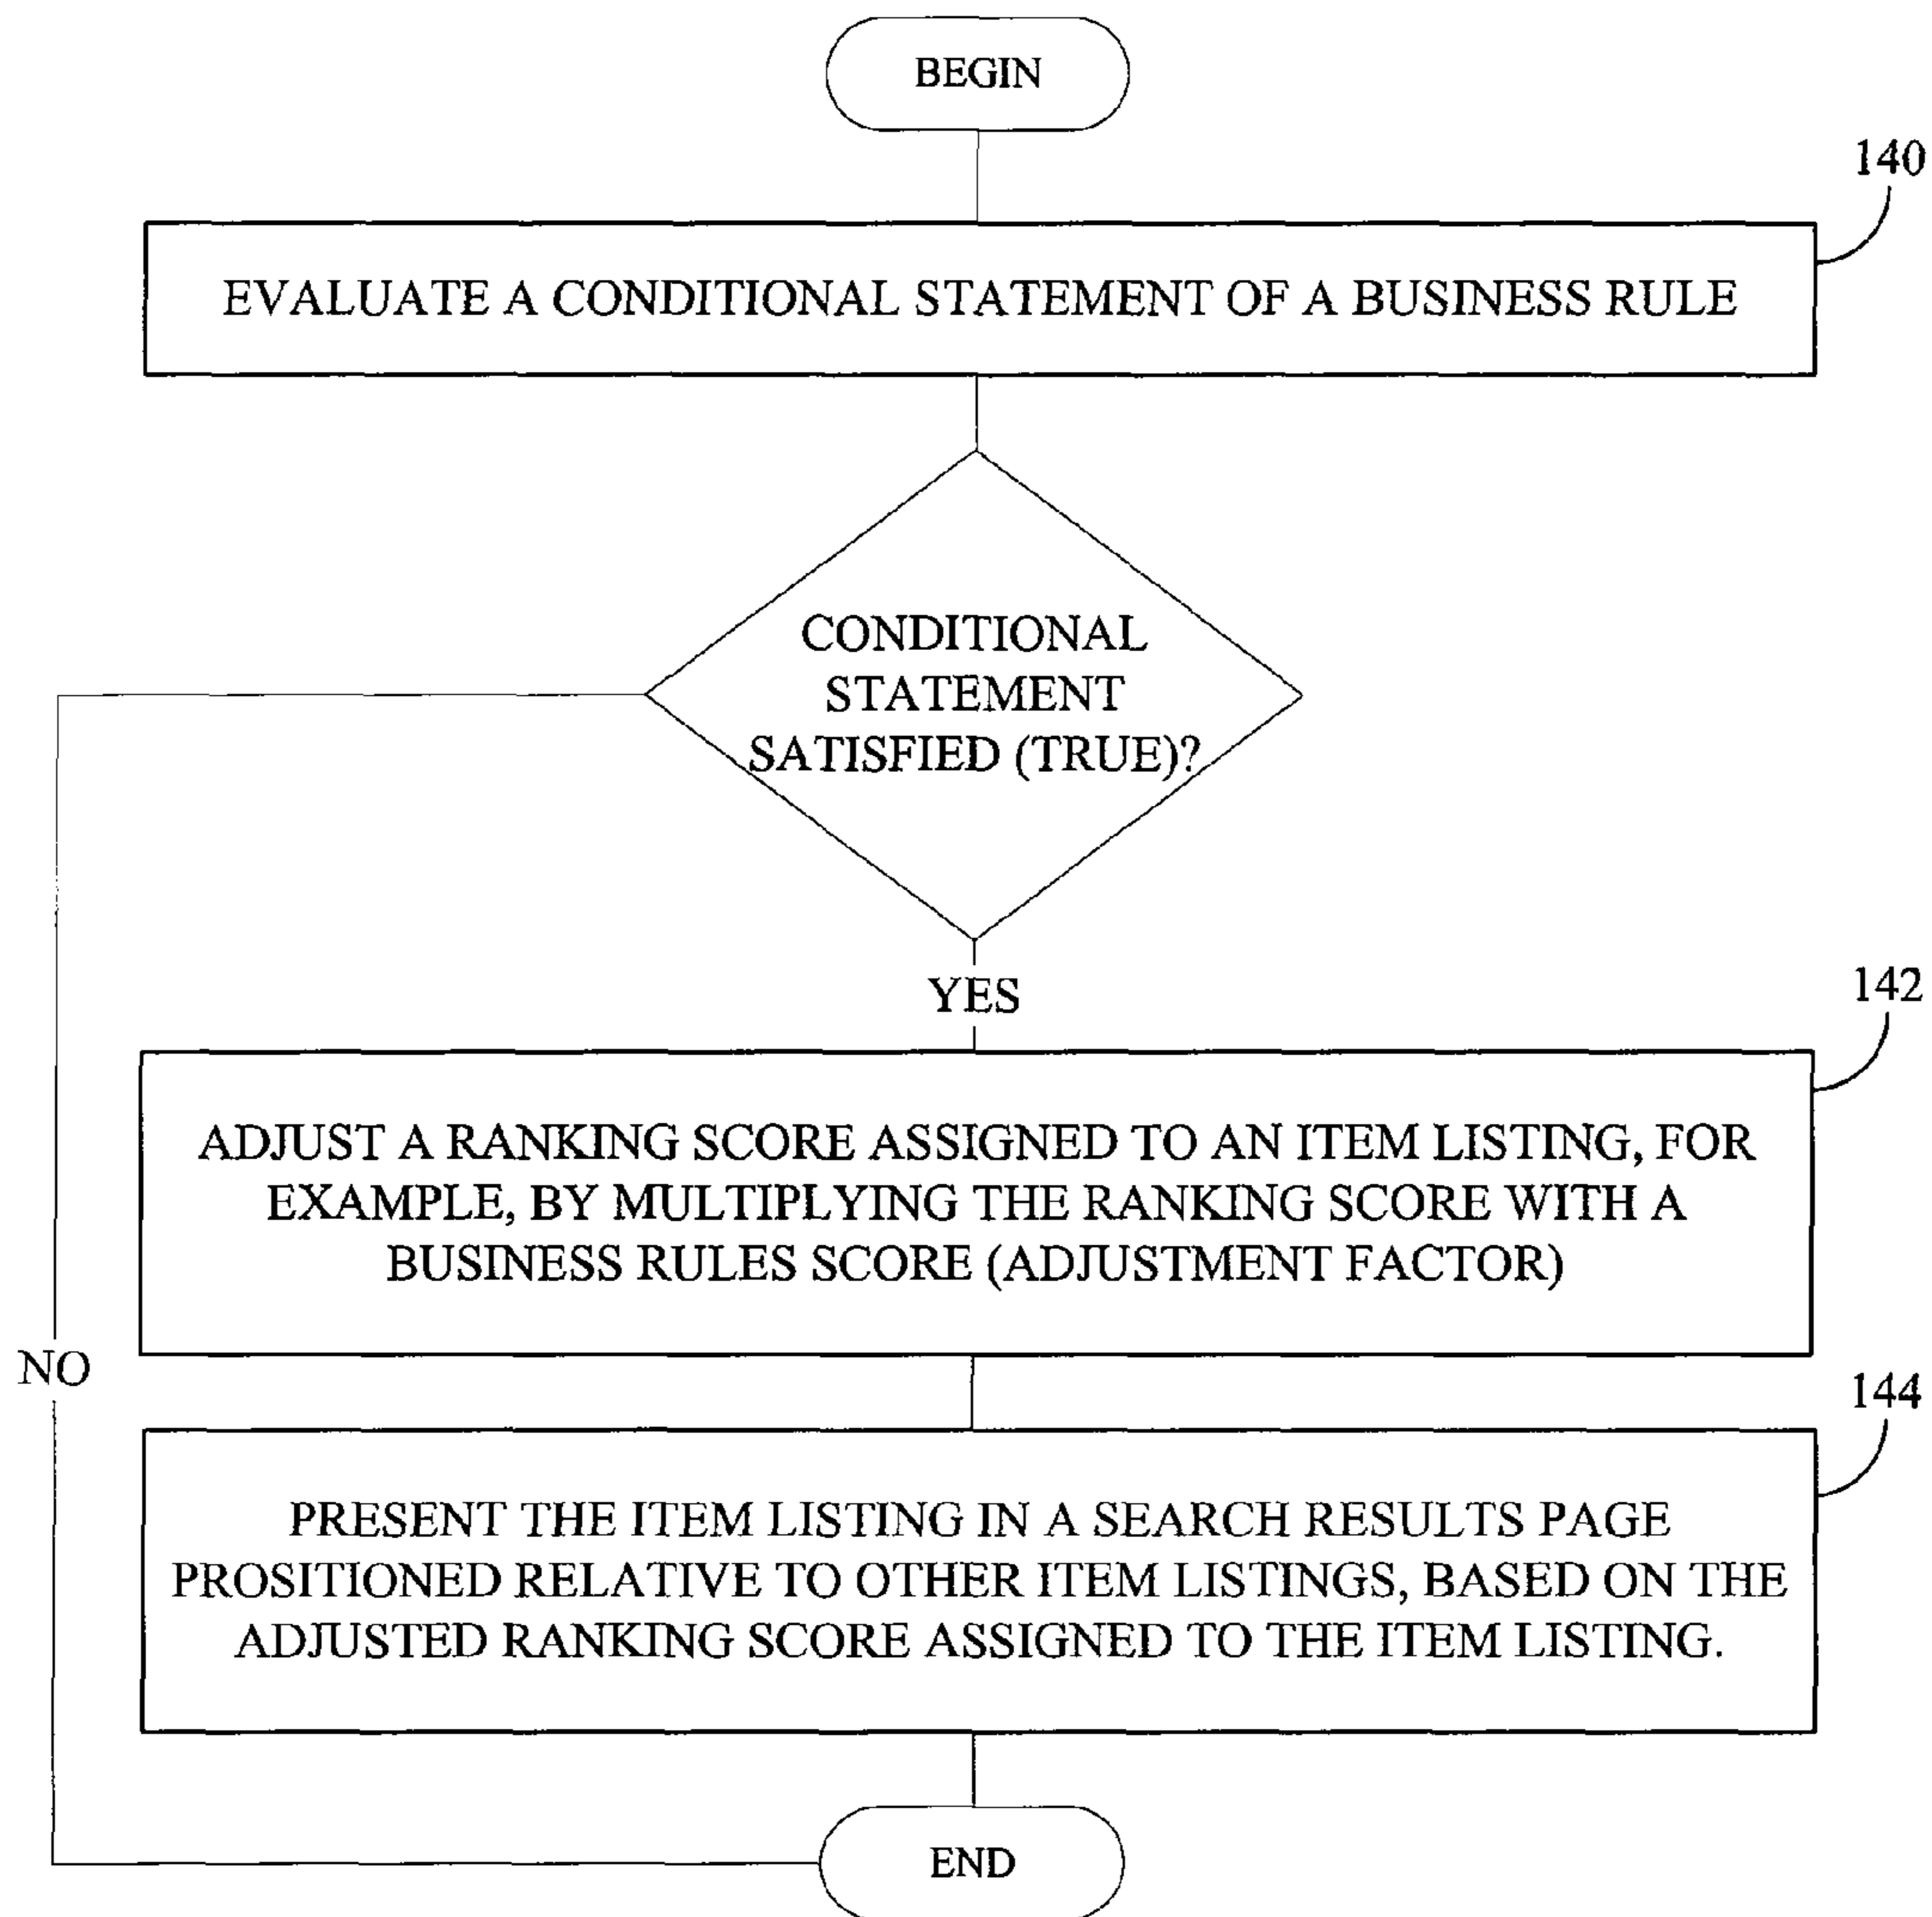 BEGIN
140
EVALUATE A CONDITIONAL STATEMENT OF A BUSINESS RULE
CONDITIONAL
STATEMENT
SATISFIED (TRUE)?
YES
142
ADJUST A RANKING SCORE ASSIGNED TO AN ITEM LISTING, FOR
EXAMPLE, BY MULTIPLYING THE RANKING SCORE WITH A
BUSINESS RULES SCORE (ADJUSTMENT FACTOR)
NO
144
PRESENT THE ITEM LISTING IN A SEARCH RESULTS PAGE
PROSITIONED RELATIVE TO OTHER ITEM LISTINGS, BASED ON THE
ADJUSTED RANKING SCORE ASSIGNED TO THE ITEM LISTING.
END